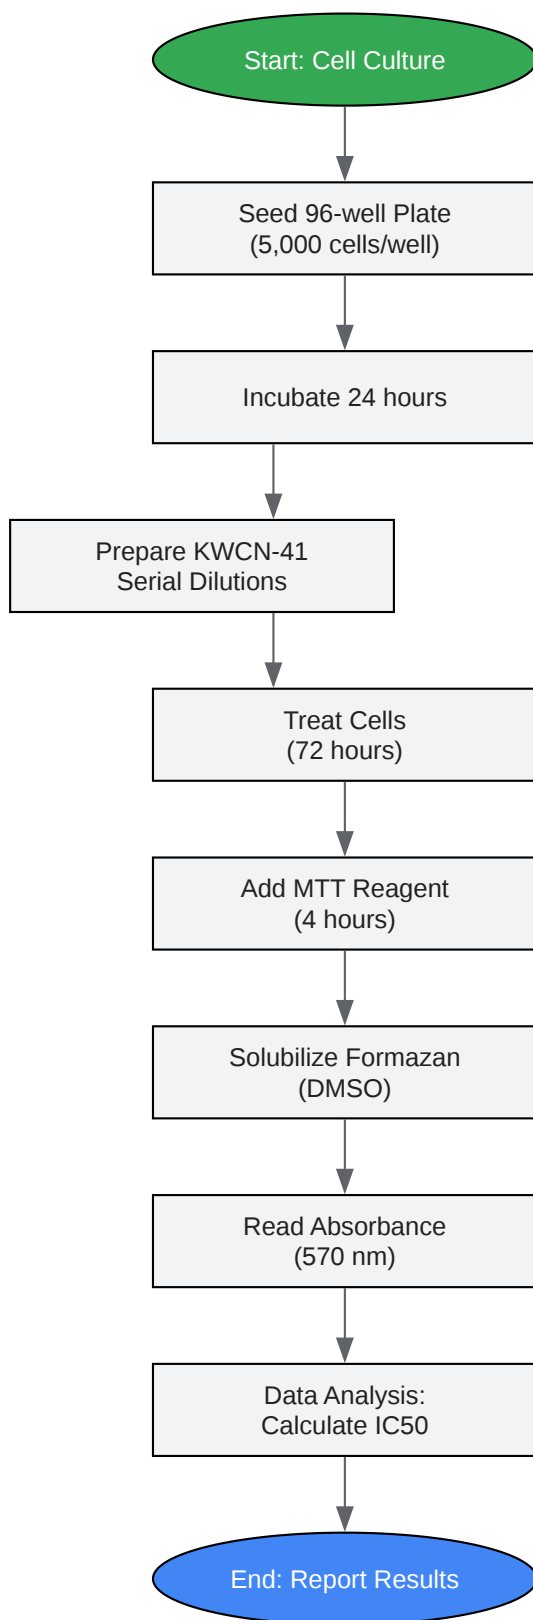 Start: Cell Culture
Seed 96-well Plate
(5,000 cells/well)
Incubate 24 hours
Prepare KWCN-41
Serial Dilutions
Treat Cells
(72 hours)
Add MTT Reagent
(4 hours)
Solubilize Formazan
(DMSO)
Read Absorbance
(570 nm)
Data Analysis:
Calculate IC50
End: Report Results